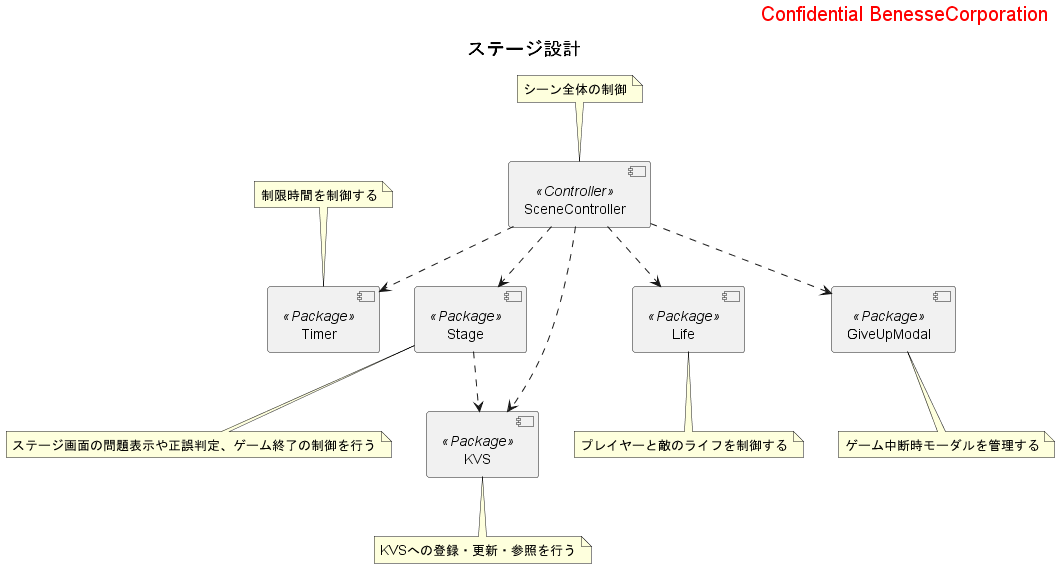 Confidential BenesseCorporation
ステージ設計
シーン全体の制御
«Controller»
SceneController
制限時間を制御する
«Package»
Timer
«Package»
Stage
«Package»
Life
«Package»
GiveUpModal
ステージ画面の問題表示や正誤判定、ゲーム終了の制御を行う
«Package»
KVS
プレイヤーと敵のライフを制御する
ゲーム中断時モーダルを管理する
KVSへの登録・更新・参照を行う